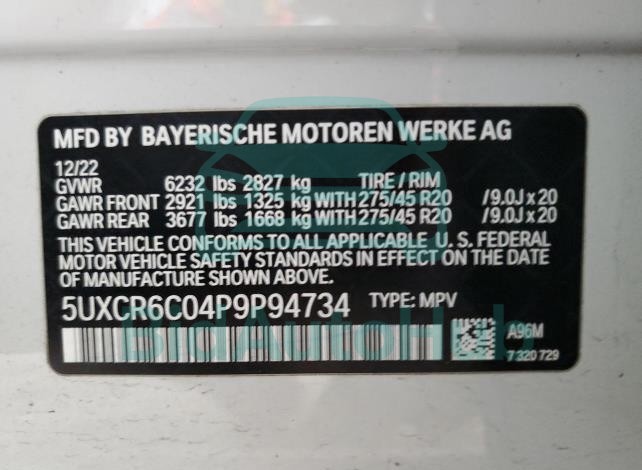 MFD BY BAYERISCHE MOTOREN WERKE AG
12/22
GVWR 6232 lbs 2827 kg TIRE / RIM
GAWR FRONT 2921 lbs 1325 kg WITH 275/45 R20 /9.0J x 20
GAWR REAR 3677 lbs 1668 kg WITH 275/45 R20 /9.0J x 20
THIS VEHICLE CONFORMS TO ALL APPLICABLE U. S. FEDERAL
MOTOR VEHICLE SAFETY STANDARDS IN EFFECT ON THE DATE
OF MANUFACTURE SHOWN ABOVE.
5UXCR6C04P9P94734 TYPE: MPV
BidAutoHub
A96M
7 320 729